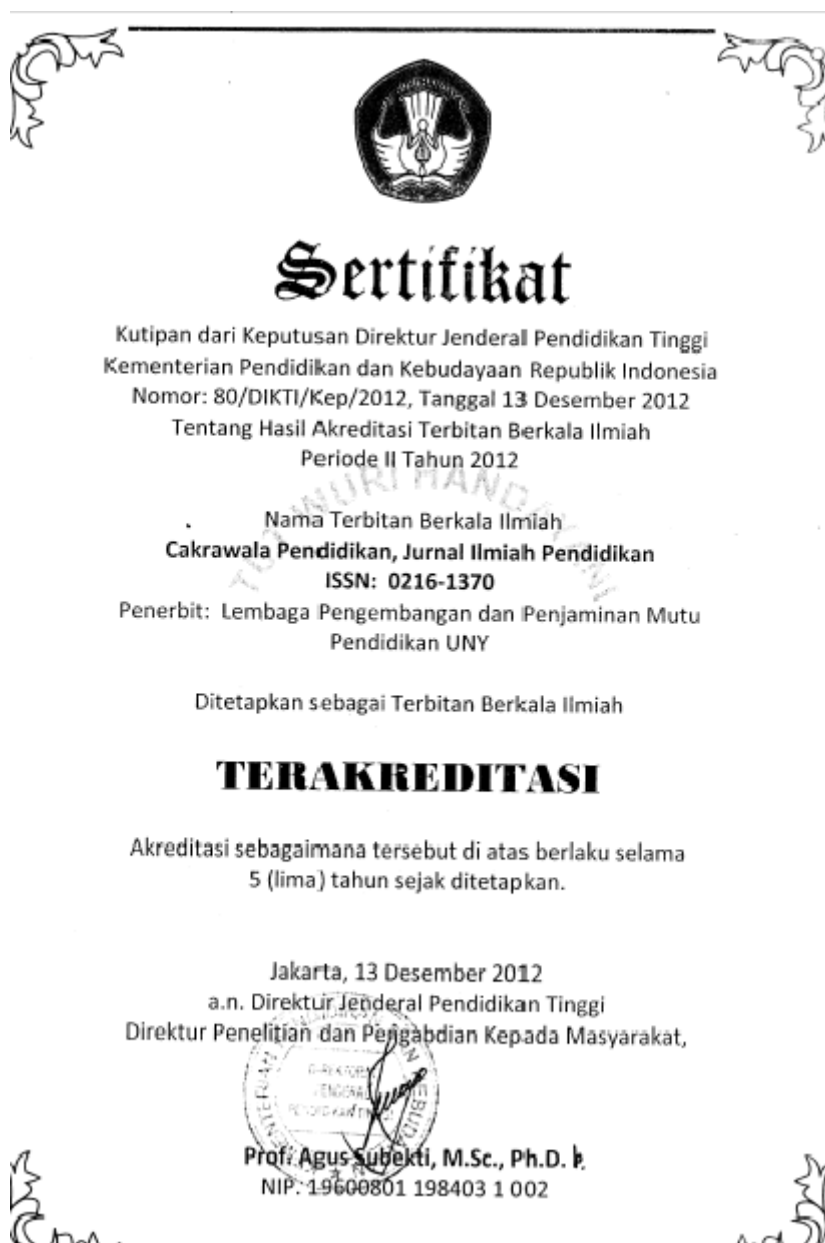 Sertifikat
Kutipan dari Keputusan Direktur Jenderal Pendidikan Tinggi
Kementerian Pendidikan dan Kebudayaan Republik Indonesia
Nomor: 80/DIKTI/Kep/2012, Tanggal 13 Desember 2012
Tentang Hasil Akreditasi Terbitan Berkala Ilmiah
Periode II Tahun 2012
TUT WURI HANDAYANI
Nama Terbitan Berkala Ilmiah
Cakrawala Pendidikan, Jurnal Ilmiah Pendidikan
ISSN: 0216-1370
Penerbit: Lembaga Pengembangan dan Penjaminan Mutu
Pendidikan UNY
Ditetapkan sebagai Terbitan Berkala Ilmiah
TERAKREDITASI
Akreditasi sebagaimana tersebut di atas berlaku selama
5 (lima) tahun sejak ditetapkan.
Jakarta, 13 Desember 2012
a.n. Direktur Jenderal Pendidikan Tinggi
Direktur Penelitian dan Pengabdian Kepada Masyarakat,
Prof. Agus Subekti, M.Sc., Ph.D.
NIP. 19600801 198403 1 002